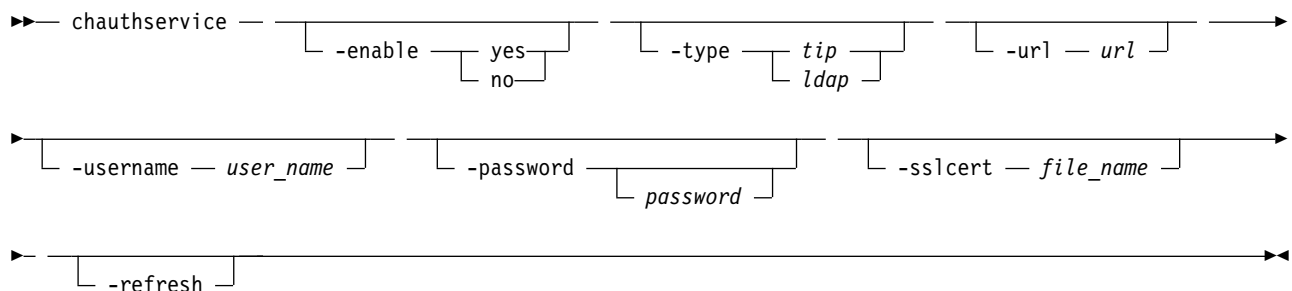 chauthservice -enable yes no -type tip ldap -url url
-username user_name -password password -sslcert file_name
-refresh